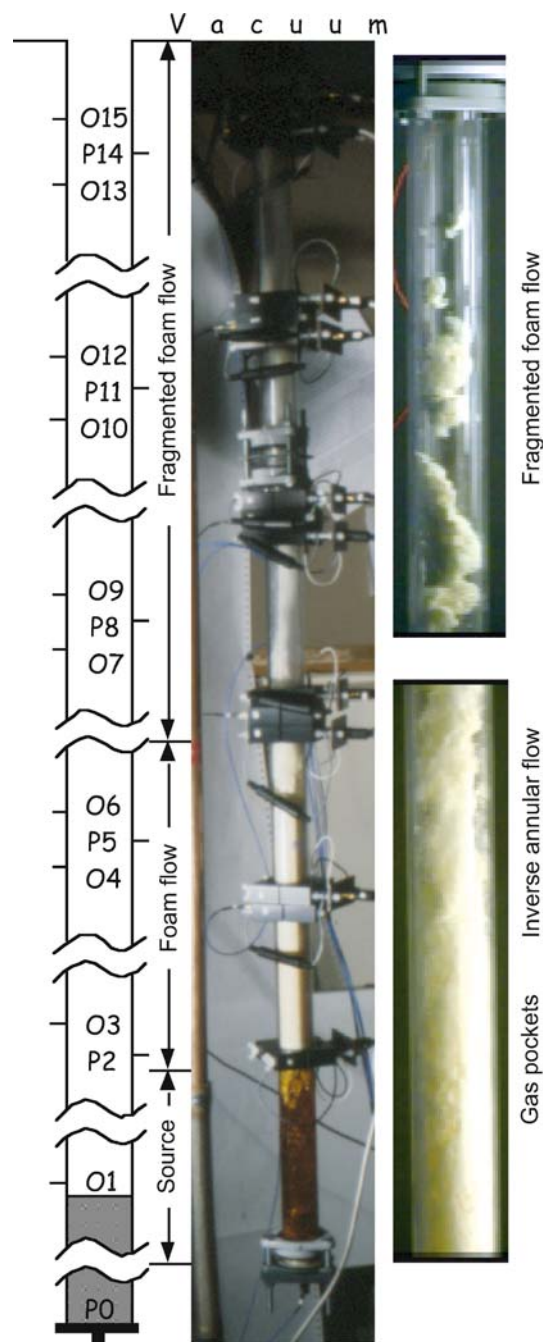 V a c u u m
O15
P14
O13
O12
P11
O10
O9
P8
O7
O6
P5
O4
O3
P2
O1
P0
Fragmented foam flow
Foam flow
Source
Fragmented foam flow
Inverse annular flow
Gas pockets